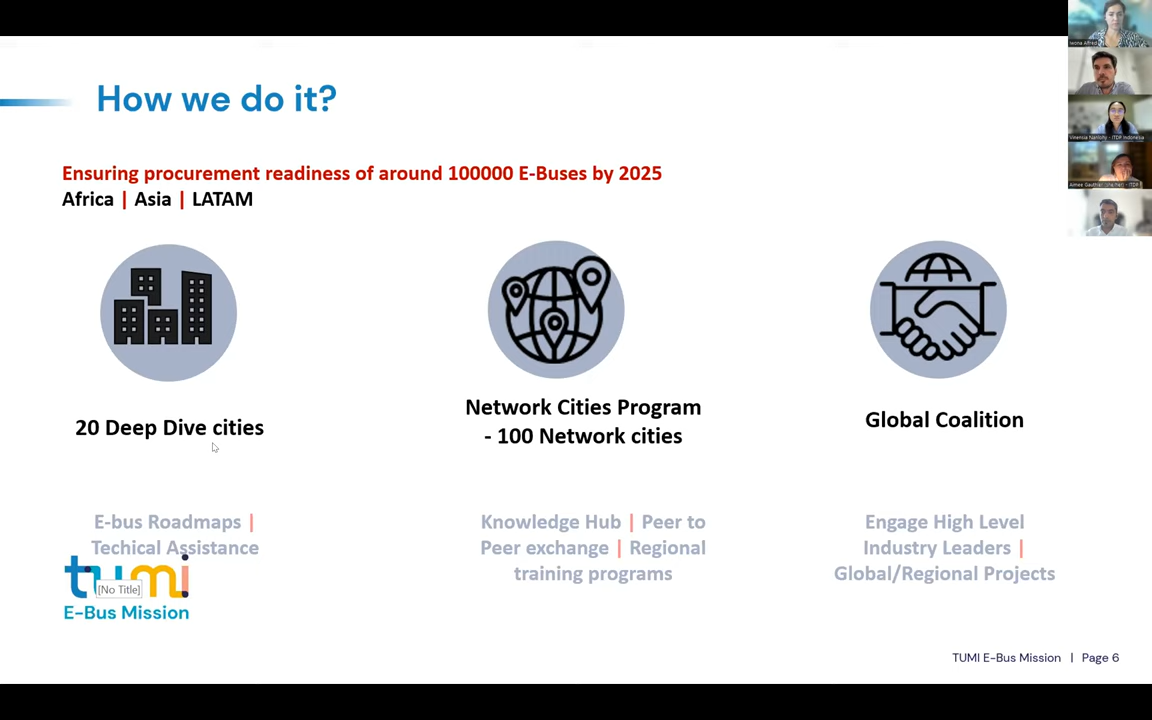 How we do it?
Ensuring procurement readiness of around 100000 E-Buses by 2025
Africa | Asia | LATAM
20 Deep Dive cities
Network Cities Program
- 100 Network cities
Global Coalition
E-bus Roadmaps |
Techical Assistance
Knowledge Hub | Peer to
Peer exchange | Regional
training programs
Engage High Level
Industry Leaders |
Global/Regional Projects
tumi
[No Title]
E-Bus Mission
TUMI E-Bus Mission | Page 6